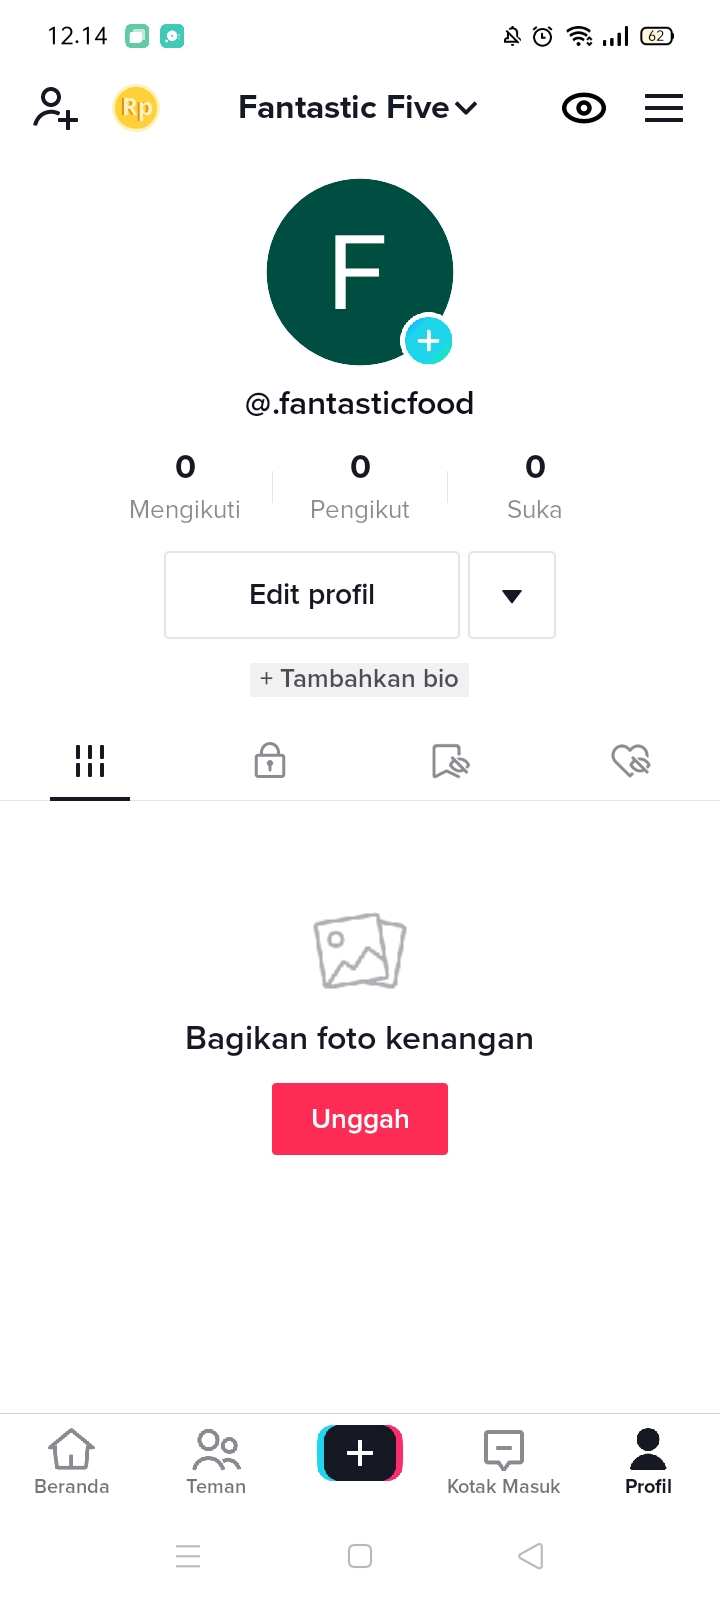 12.14
62
Rp
Fantastic Five
F
@.fantasticfood
0 0 0
Mengikuti Pengikut Suka
Edit profil
+ Tambahkan bio
Bagikan foto kenangan
Unggah
Beranda Teman Kotak Masuk Profil